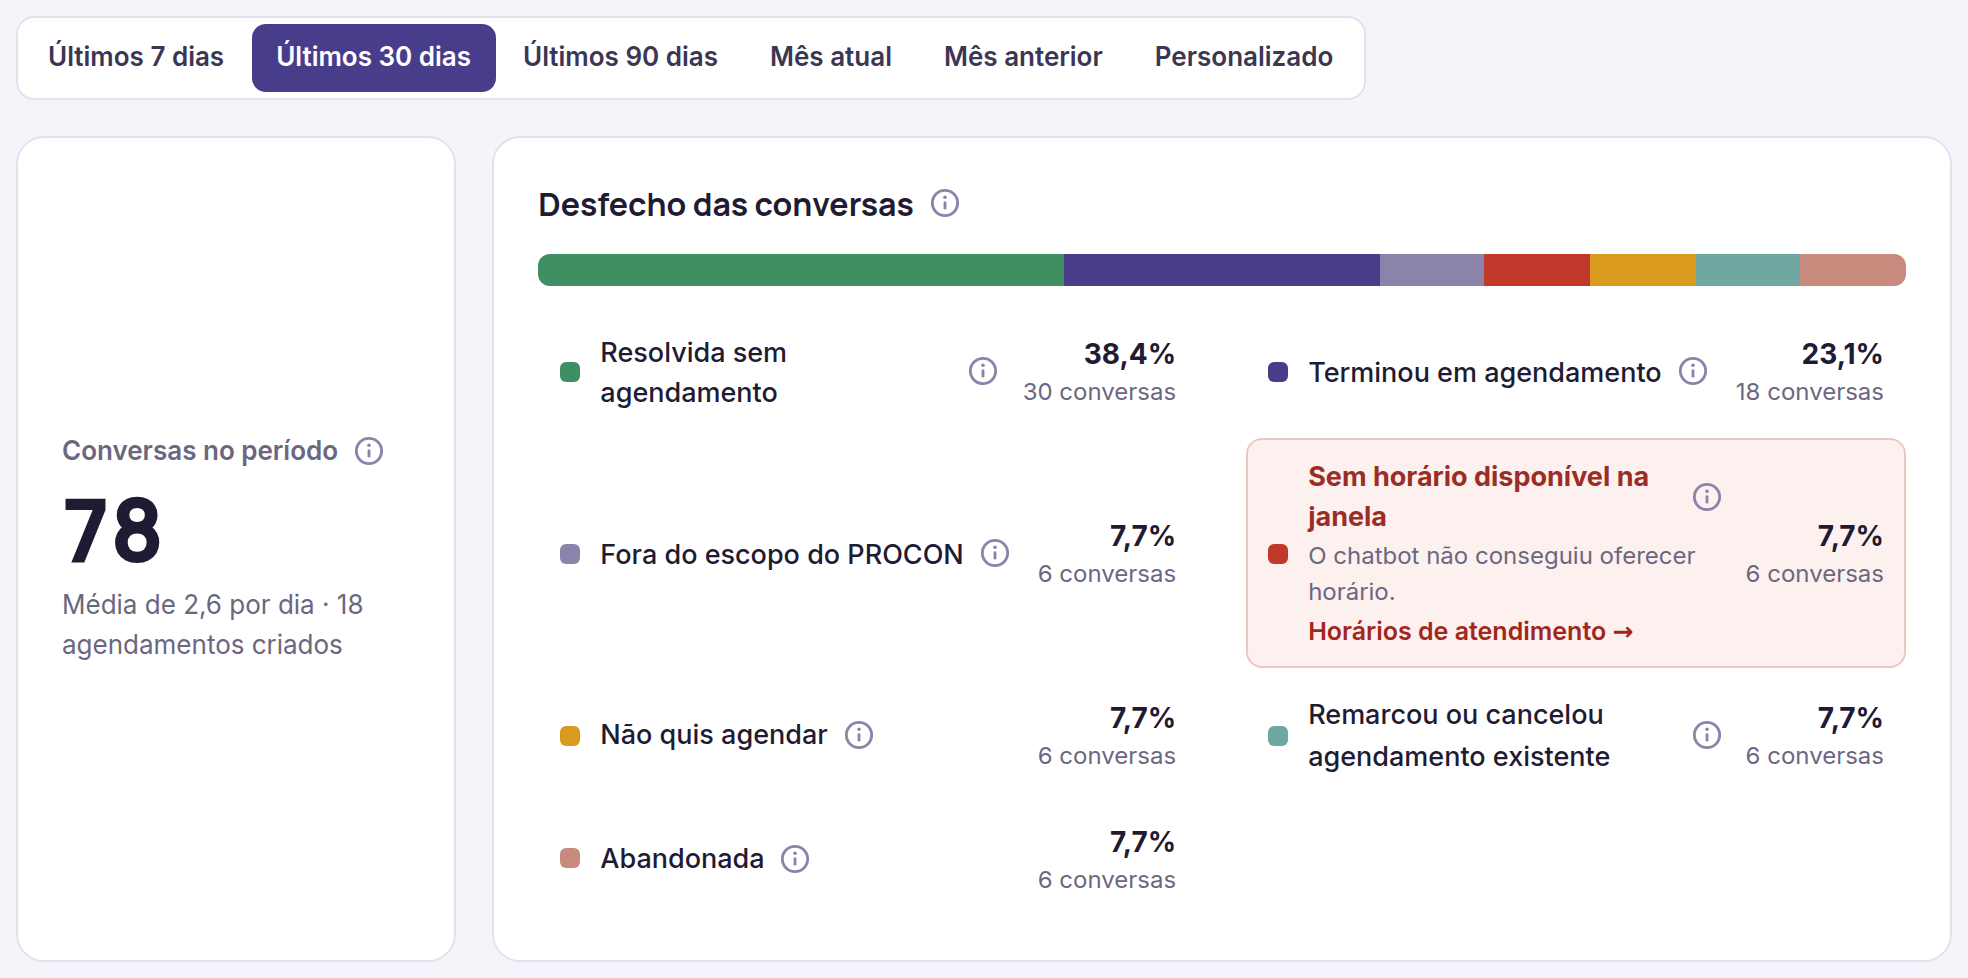 Últimos 7 dias
Últimos 30 dias
Últimos 90 dias
Mês atual
Mês anterior
Personalizado
Conversas no período
78
Média de 2,6 por dia · 18
agendamentos criados
Desfecho das conversas
Resolvida sem
agendamento
38,4%
30 conversas
Terminou em agendamento
23,1%
18 conversas
Fora do escopo do PROCON
7,7%
6 conversas
Sem horário disponível na
janela
O chatbot não conseguiu oferecer
horário.
Horários de atendimento →
7,7%
6 conversas
Não quis agendar
7,7%
6 conversas
Remarcou ou cancelou
agendamento existente
7,7%
6 conversas
Abandonada
7,7%
6 conversas